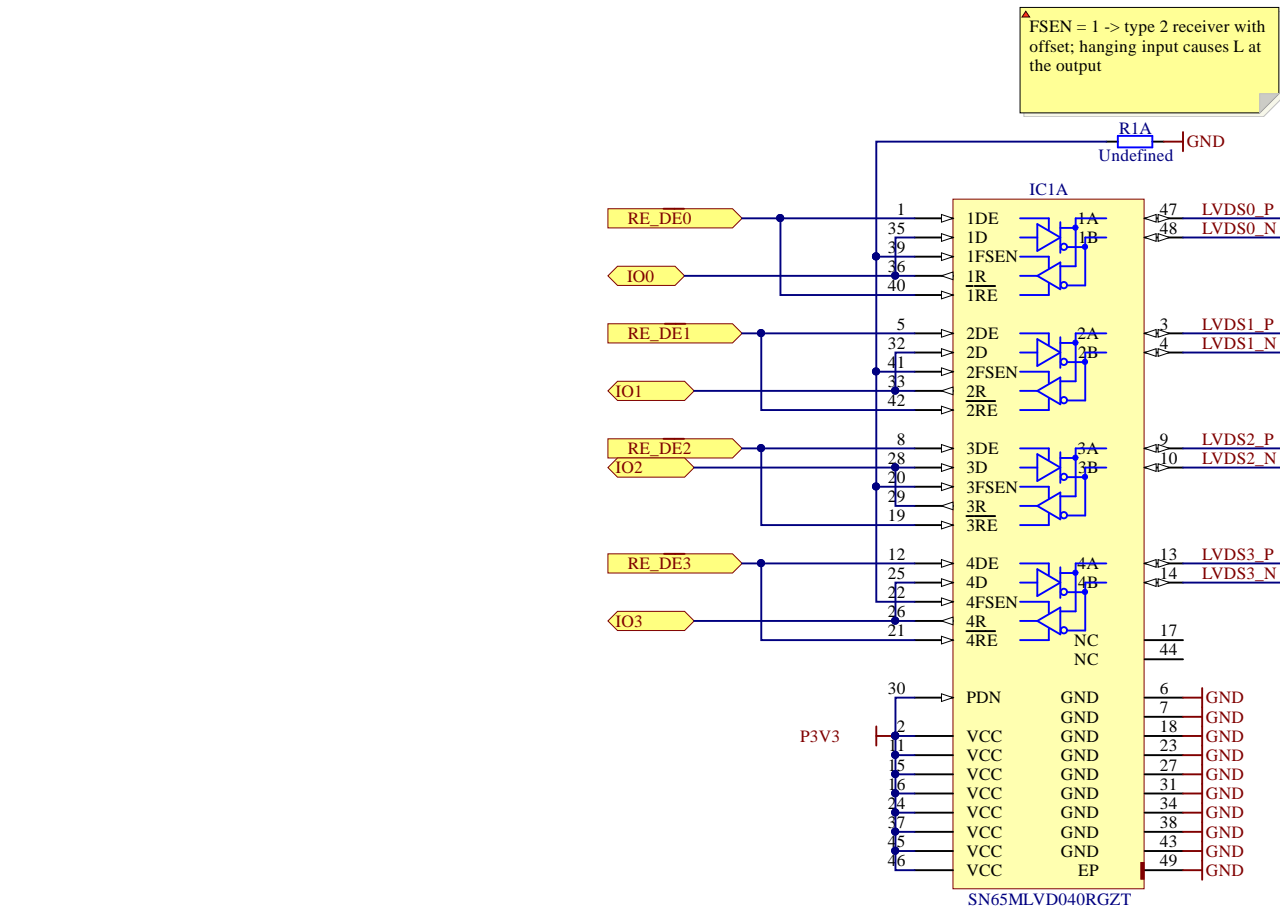 FSEN = 1 -> type 2 receiver with
offset; hanging input causes L at
the output
R1A
GND
Undefined
IC1A
RE_DE0
1
1DE
1A
47
LVDS0_P
35
1D
1B
48
LVDS0_N
39
1FSEN
IO0
36
1R
40
1RE
RE_DE1
5
2DE
2A
3
LVDS1_P
32
2D
2B
4
LVDS1_N
41
2FSEN
IO1
33
2R
42
2RE
RE_DE2
8
3DE
3A
9
LVDS2_P
IO2
28
3D
3B
10
LVDS2_N
20
3FSEN
29
3R
19
3RE
RE_DE3
12
4DE
4A
13
LVDS3_P
25
4D
4B
14
LVDS3_N
22
4FSEN
IO3
26
4R
21
4RE
NC
17
NC
44
30
PDN
GND
6
GND
GND
7
GND
P3V3
2
VCC
GND
18
GND
11
VCC
GND
23
GND
15
VCC
GND
27
GND
16
VCC
GND
31
GND
24
VCC
GND
34
GND
37
VCC
GND
38
GND
45
VCC
GND
43
GND
46
VCC
EP
49
GND
SN65MLVD040RGZT